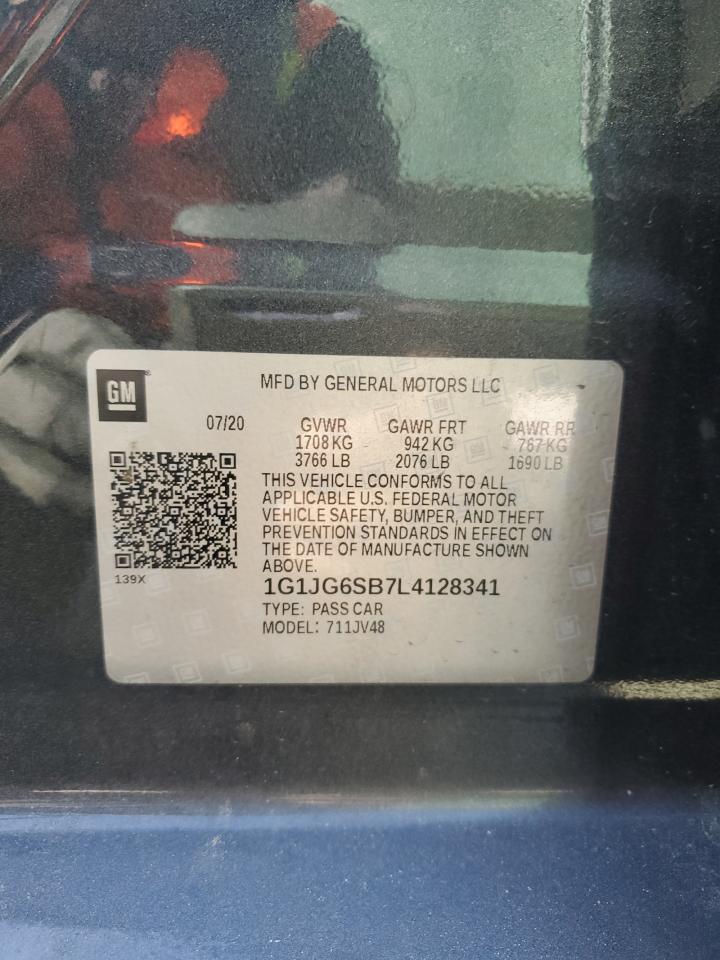 GM
MFD BY GENERAL MOTORS LLC
07/20 GVWR GAWR FRT GAWR RR
1708 KG 942 KG 767 KG
3766 LB 2076 LB 1690 LB
THIS VEHICLE CONFORMS TO ALL
APPLICABLE U.S. FEDERAL MOTOR
VEHICLE SAFETY, BUMPER, AND THEFT
PREVENTION STANDARDS IN EFFECT ON
THE DATE OF MANUFACTURE SHOWN
ABOVE.
139X
1G1JG6SB7L4128341
TYPE: PASS CAR
MODEL: 711JV48